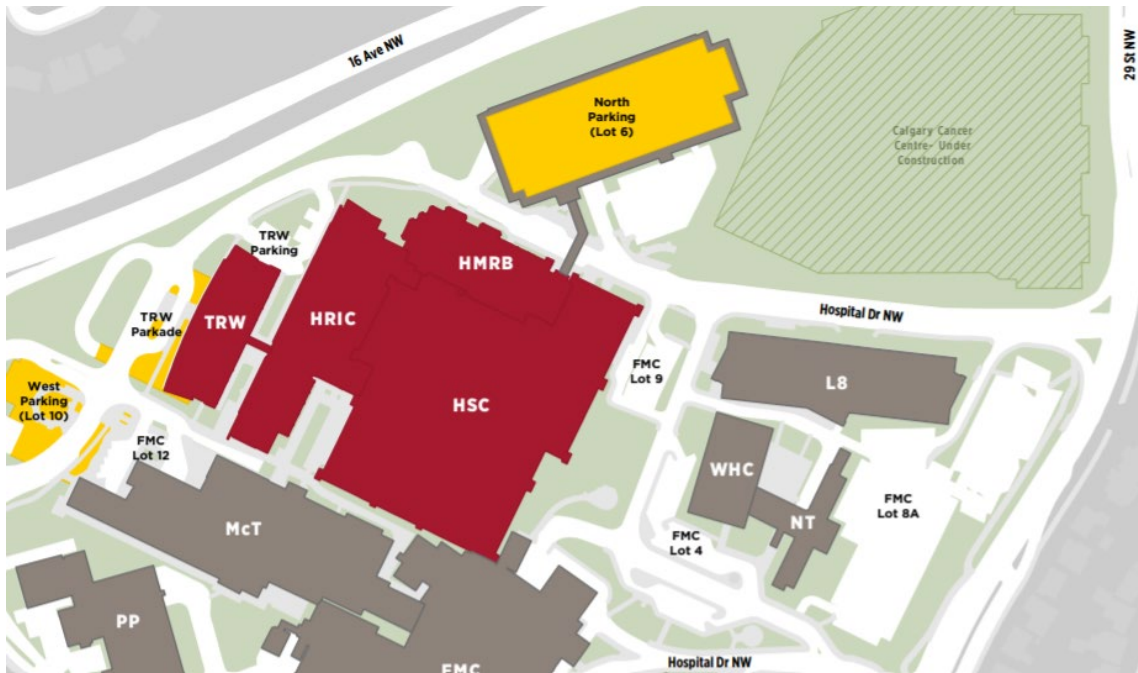 16 Ave NW
29 St NW
North
Parking
(Lot 6)
Calgary Cancer
Centre- Under
Construction
TRW
Parking
HMRB
TRW
Parkade
TRW
HRIC
Hospital Dr NW
FMC
Lot 9
L8
West
Parking
(Lot 10)
HSC
FMC
Lot 12
WHC
FMC
Lot 8A
NT
McT
FMC
Lot 4
PP
FMC
Hospital Dr NW